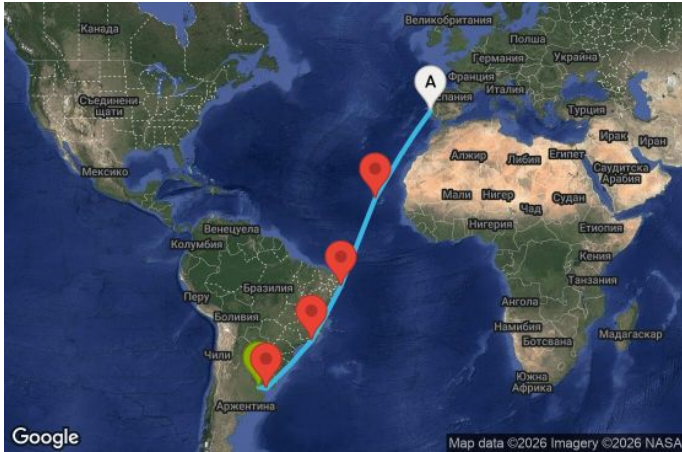 Великобритания
Канада
Полша
Германия
Украйна
A
Франция
Италия
Съединени
щати
спания
Турция
Ирак
Иран
Мексико
Алжир
Либия
Египет
Саудитска
Арабия
Мали
Нигер
Судан
Чад
Венецуела
Нигерия
Етиопия
Колумбия
Кения
Бразилия
Танзания
Перу
Ангола
Боливия
Намибия
Мадагаскар
Ботсвана
Чили
Южна
Африка
Аржентина
Google
Map data ©2026 Imagery ©2026 NASA